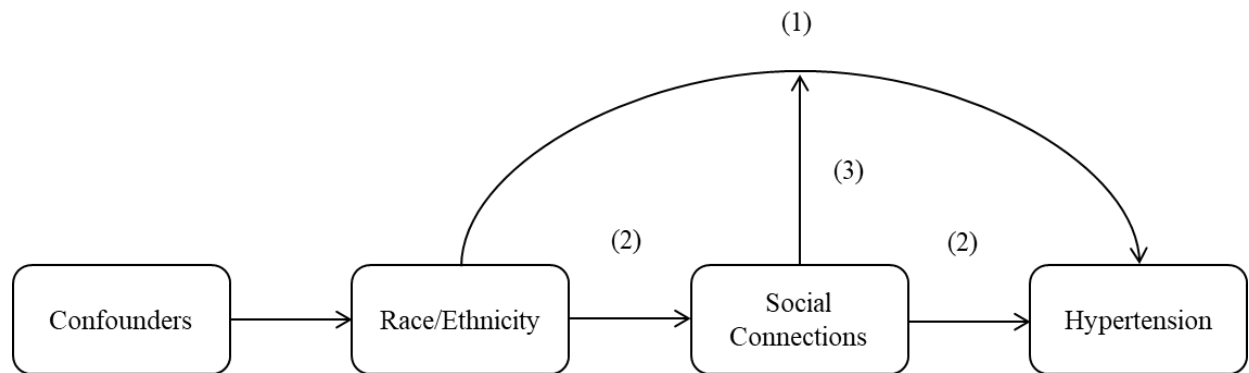 (1)
(3)
(2)
(2)
Confounders
Race/Ethnicity
Social
Connections
Hypertension